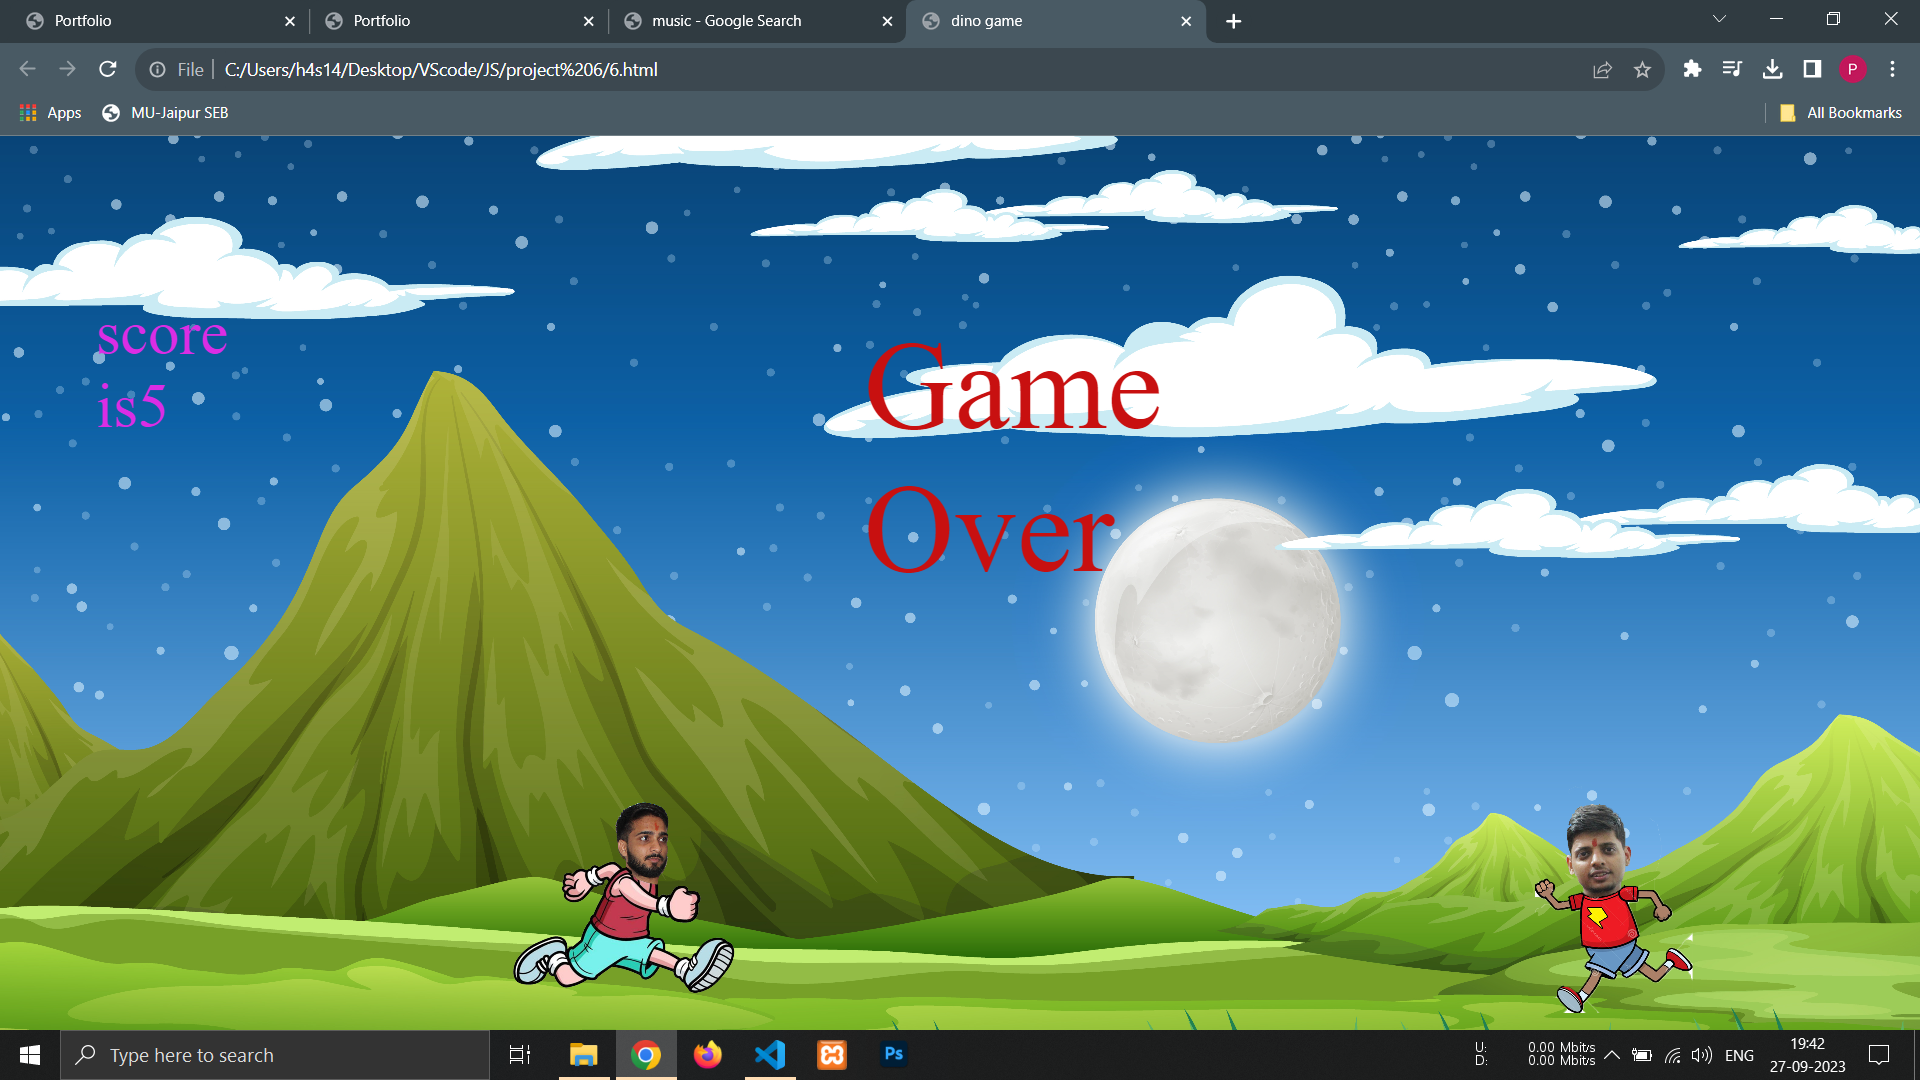 Portfolio
Portfolio
music - Google Search
dino game
File
C:/Users/h4s14/Desktop/VScode/JS/project%206/6.html
P
Apps
MU-Jaipur SEB
All Bookmarks
score
is5
Game
Over
Type here to search
Ps
U: 0.00 Mbit/s
D: 0.00 Mbit/s
ENG
19:42
27-09-2023